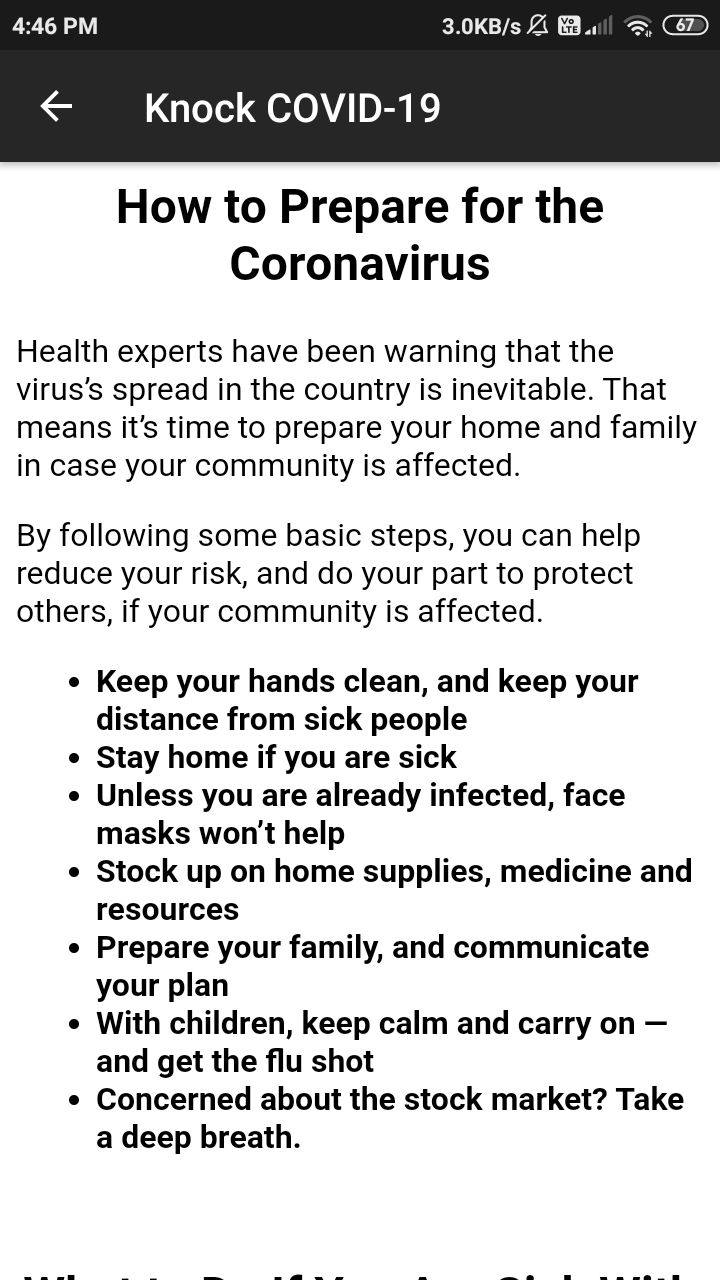 4:46 PM 3.0KB/s Vo LTE 67
Knock COVID-19
How to Prepare for the
Coronavirus
Health experts have been warning that the
virus’s spread in the country is inevitable. That
means it’s time to prepare your home and family
in case your community is affected.
By following some basic steps, you can help
reduce your risk, and do your part to protect
others, if your community is affected.
• Keep your hands clean, and keep your
distance from sick people
• Stay home if you are sick
• Unless you are already infected, face
masks won’t help
• Stock up on home supplies, medicine and
resources
• Prepare your family, and communicate
your plan
• With children, keep calm and carry on —
and get the flu shot
• Concerned about the stock market? Take
a deep breath.